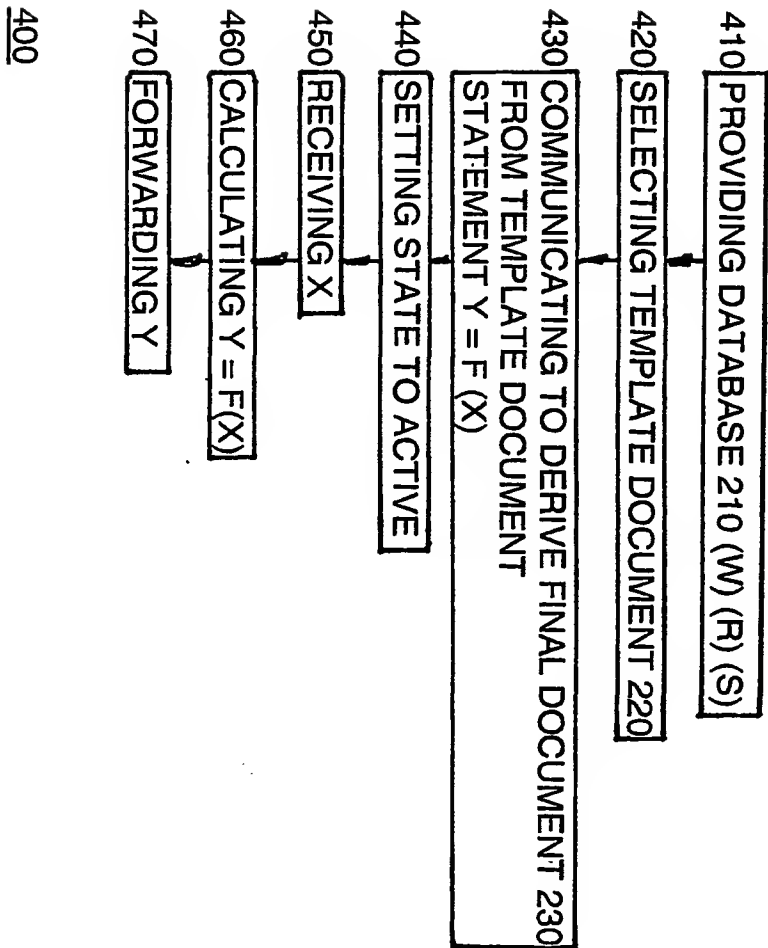 410 PROVIDING DATABASE 210 (W) (R) (S)
420 SELECTING TEMPLATE DOCUMENT 220
430 COMMUNICATING TO DERIVE FINAL DOCUMENT 230
FROM TEMPLATE DOCUMENT
STATEMENT Y = F (X)
440 SETTING STATE TO ACTIVE
450 RECEIVING X
460 CALCULATING Y = F(X)
470 FORWARDING Y
400